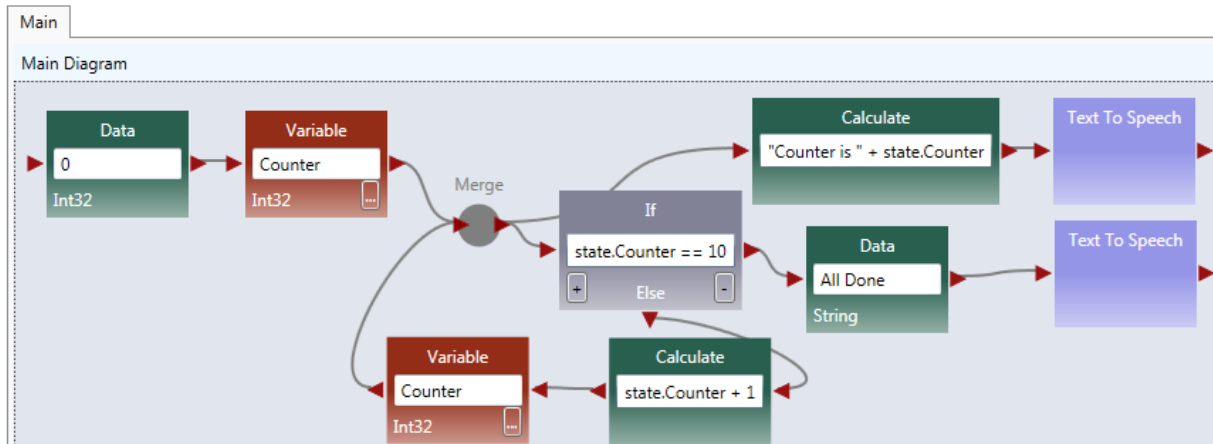 Main
Main Diagram
Data
0
Int32
Variable
Counter
Int32
...
Merge
If
state.Counter == 10
+
Else
-
Calculate
"Counter is " + state.Counter
Text To Speech
Data
All Done
String
Text To Speech
Variable
Counter
Int32
...
Calculate
state.Counter + 1